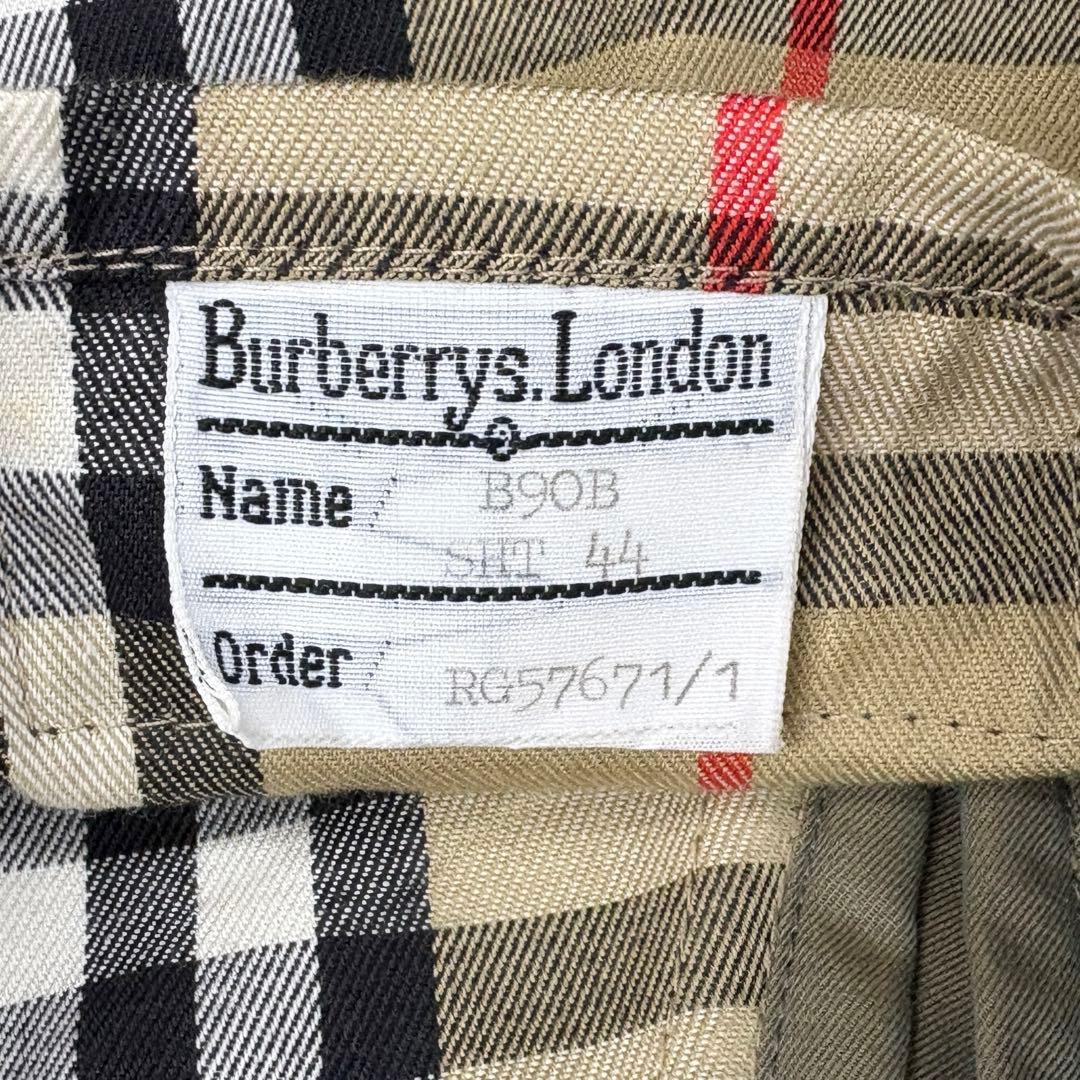 Burberrys.London
Name B90B
SHT 44
Order RG57671/1